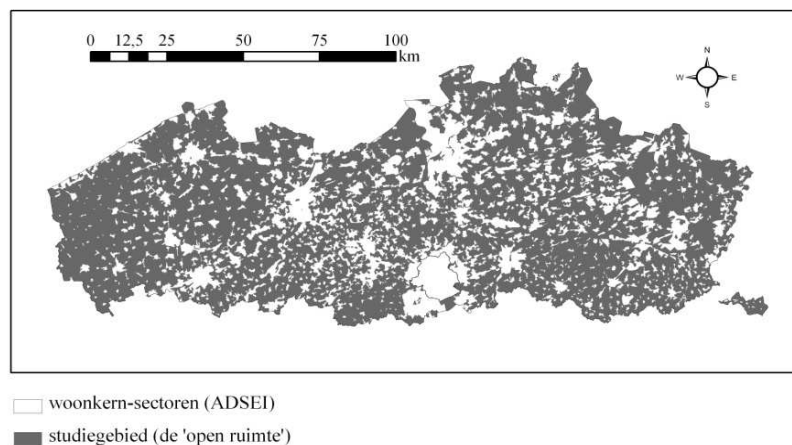 0 12,5 25 50 75 100
km
N
W E
S
woonkern-sectoren (ADSEI)
studiegebied (de 'open ruimte')